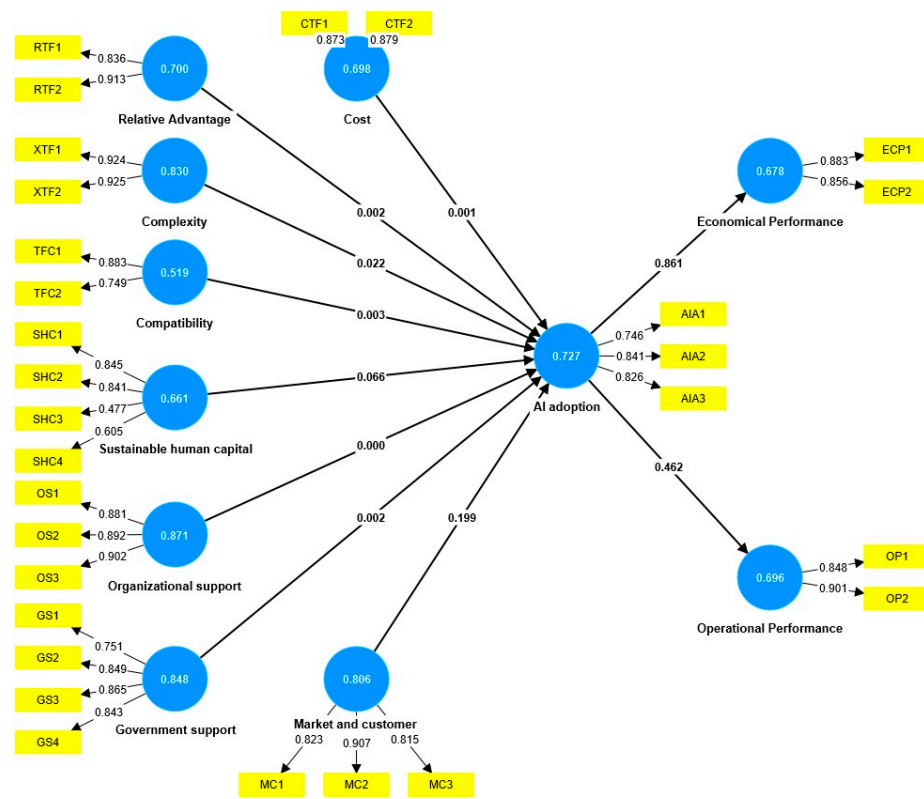 CTF1
CTF2
0.873
0.879
0.698
Cost
RTF1
RTF2
0.836
0.913
0.700
Relative Advantage
XTF1
XTF2
0.924
0.925
0.830
Complexity
TFC1
TFC2
0.883
0.749
0.519
Compatibility
SHC1
SHC2
SHC3
SHC4
0.845
0.841
0.477
0.605
0.661
Sustainable human capital
OS1
OS2
OS3
0.881
0.892
0.902
0.871
Organizational support
GS1
GS2
GS3
GS4
0.751
0.849
0.865
0.843
0.848
Government support
0.806
Market and customer
0.823
0.907
0.815
MC1
MC2
MC3
0.002
0.001
0.022
0.003
0.066
0.000
0.002
0.199
0.727
AI adoption
0.746
0.841
0.826
AIA1
AIA2
AIA3
0.861
0.462
0.678
Economical Performance
0.883
0.856
ECP1
ECP2
0.696
Operational Performance
0.848
0.901
OP1
OP2